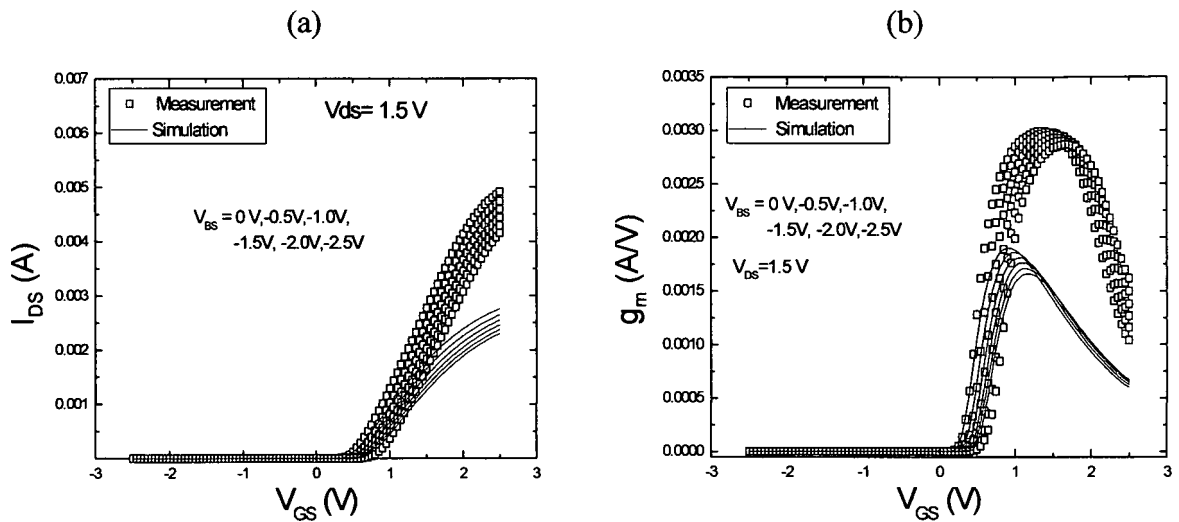 (a)
0.007
0.006
0.005
0.004
0.003
0.002
0.001
I_DS (A)
Measurement
Simulation
Vds= 1.5 V
V_BS = 0 V,-0.5V,-1.0V,
-1.5V, -2.0V,-2.5V
-3 -2 -1 0 1 2 3
V_GS (V)
(b)
0.0035
0.0030
0.0025
0.0020
0.0015
0.0010
0.0005
0.0000
g_m (A/V)
Measurement
Simulation
V_BS = 0 V,-0.5V,-1.0V,
-1.5V, -2.0V,-2.5V
V_DS=1.5 V
-3 -2 -1 0 1 2 3
V_GS (V)